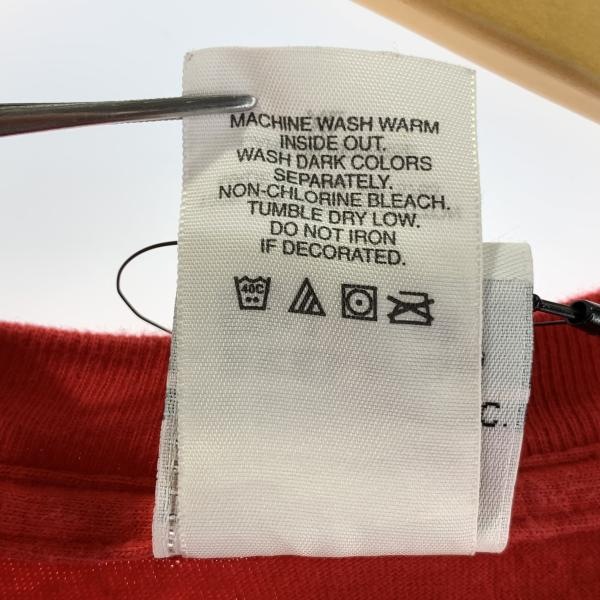 MACHINE WASH WARM
INSIDE OUT.
WASH DARK COLORS
SEPARATELY.
NON-CHLORINE BLEACH.
TUMBLE DRY LOW.
DO NOT IRON
IF DECORATED.
40C
C.